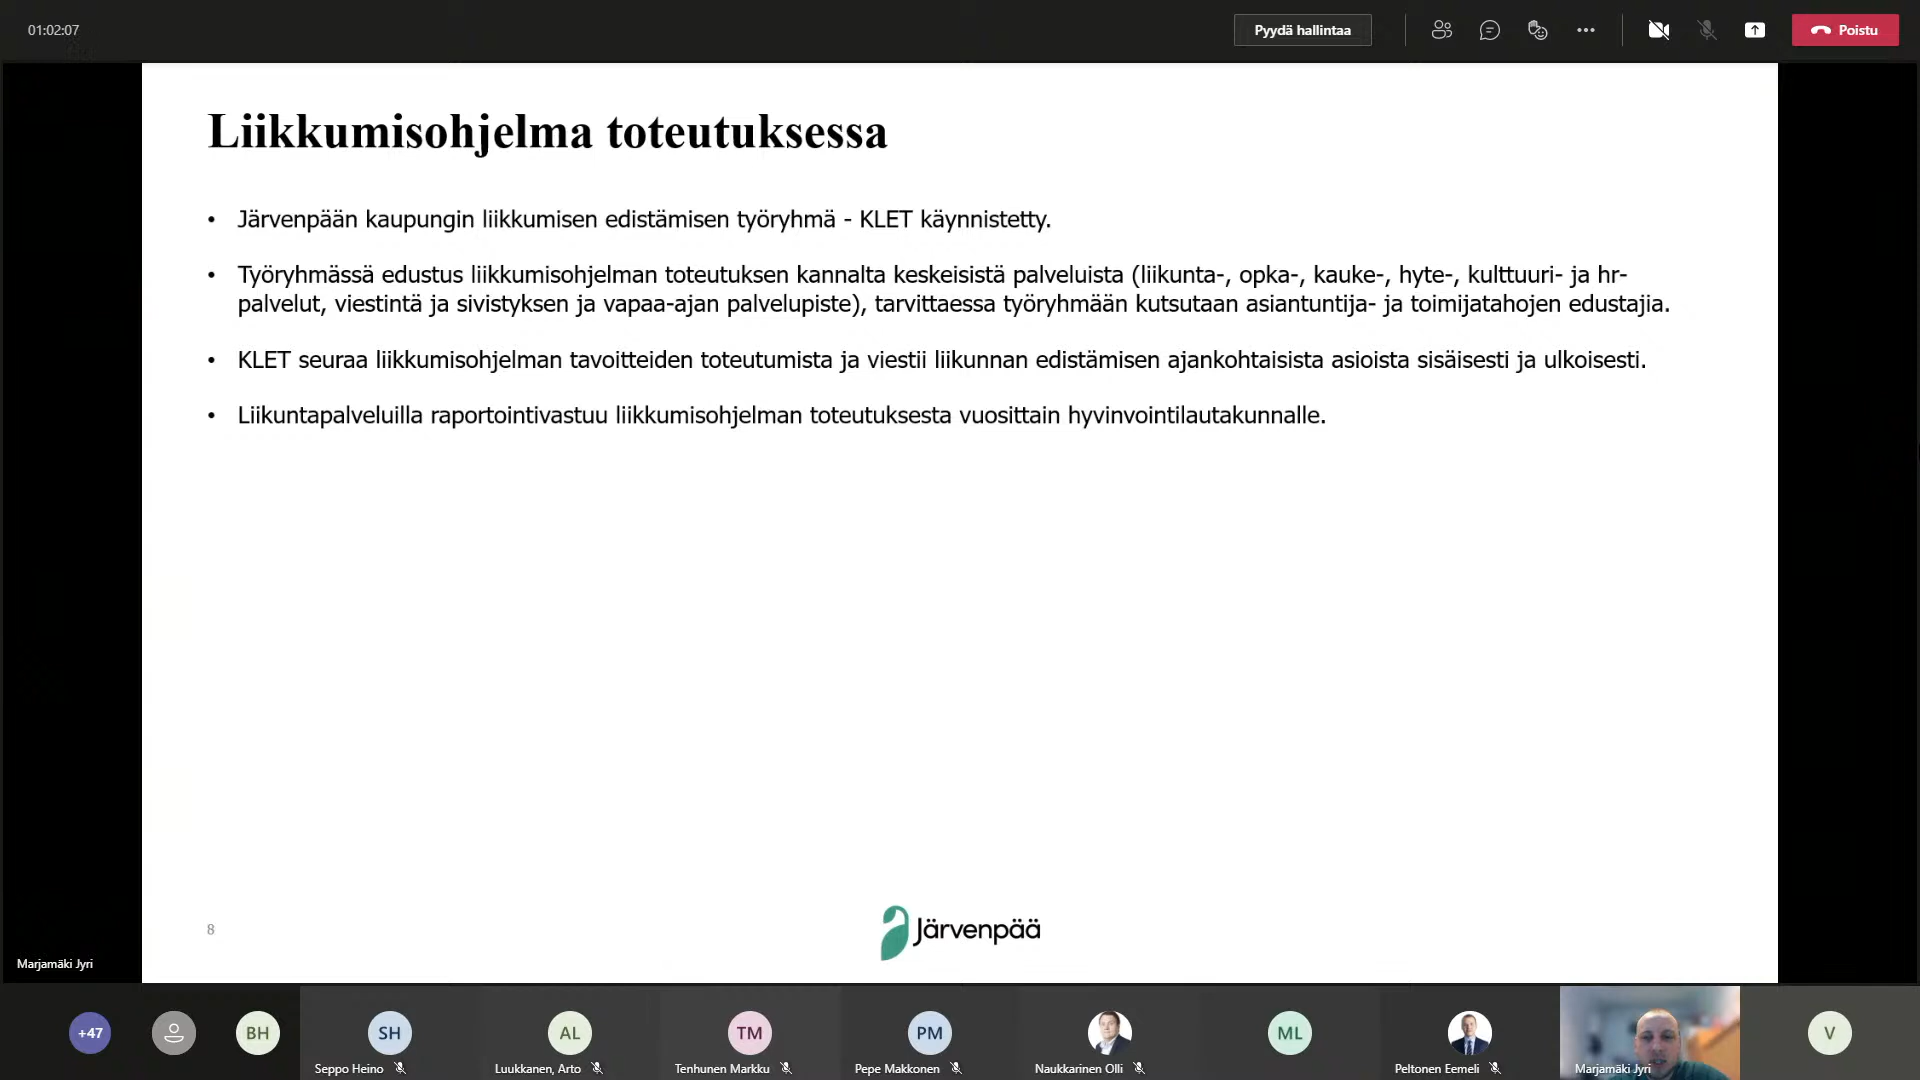 01:02:07
Pyydä hallintaa
Poistu
Liikkumisohjelma toteutuksessa
• Järvenpään kaupungin liikkumisen edistämisen työryhmä - KLET käynnistetty.
• Työryhmässä edustus liikkumisohjelman toteutuksen kannalta keskeisistä palveluista (liikunta-, opka-, kauke-, hyte-, kulttuuri- ja hr-
palvelut, viestintä ja sivistyksen ja vapaa-ajan palvelupiste), tarvittaessa työryhmään kutsutaan asiantuntija- ja toimijatahojen edustajia.
• KLET seuraa liikkumisohjelman tavoitteiden toteutumista ja viestii liikunnan edistämisen ajankohtaisista asioista sisäisesti ja ulkoisesti.
• Liikuntapalveluilla raportointivastuu liikkumisohjelman toteutuksesta vuosittain hyvinvointilautakunnalle.
8
Järvenpää
Marjamäki Jyri
+47
BH
SH
AL
TM
PM
ML
V
Seppo Heino
Luukkanen, Arto
Tenhunen Markku
Pepe Makkonen
Naukkarinen Olli
Peltonen Eemeli
Marjamäki Jyri